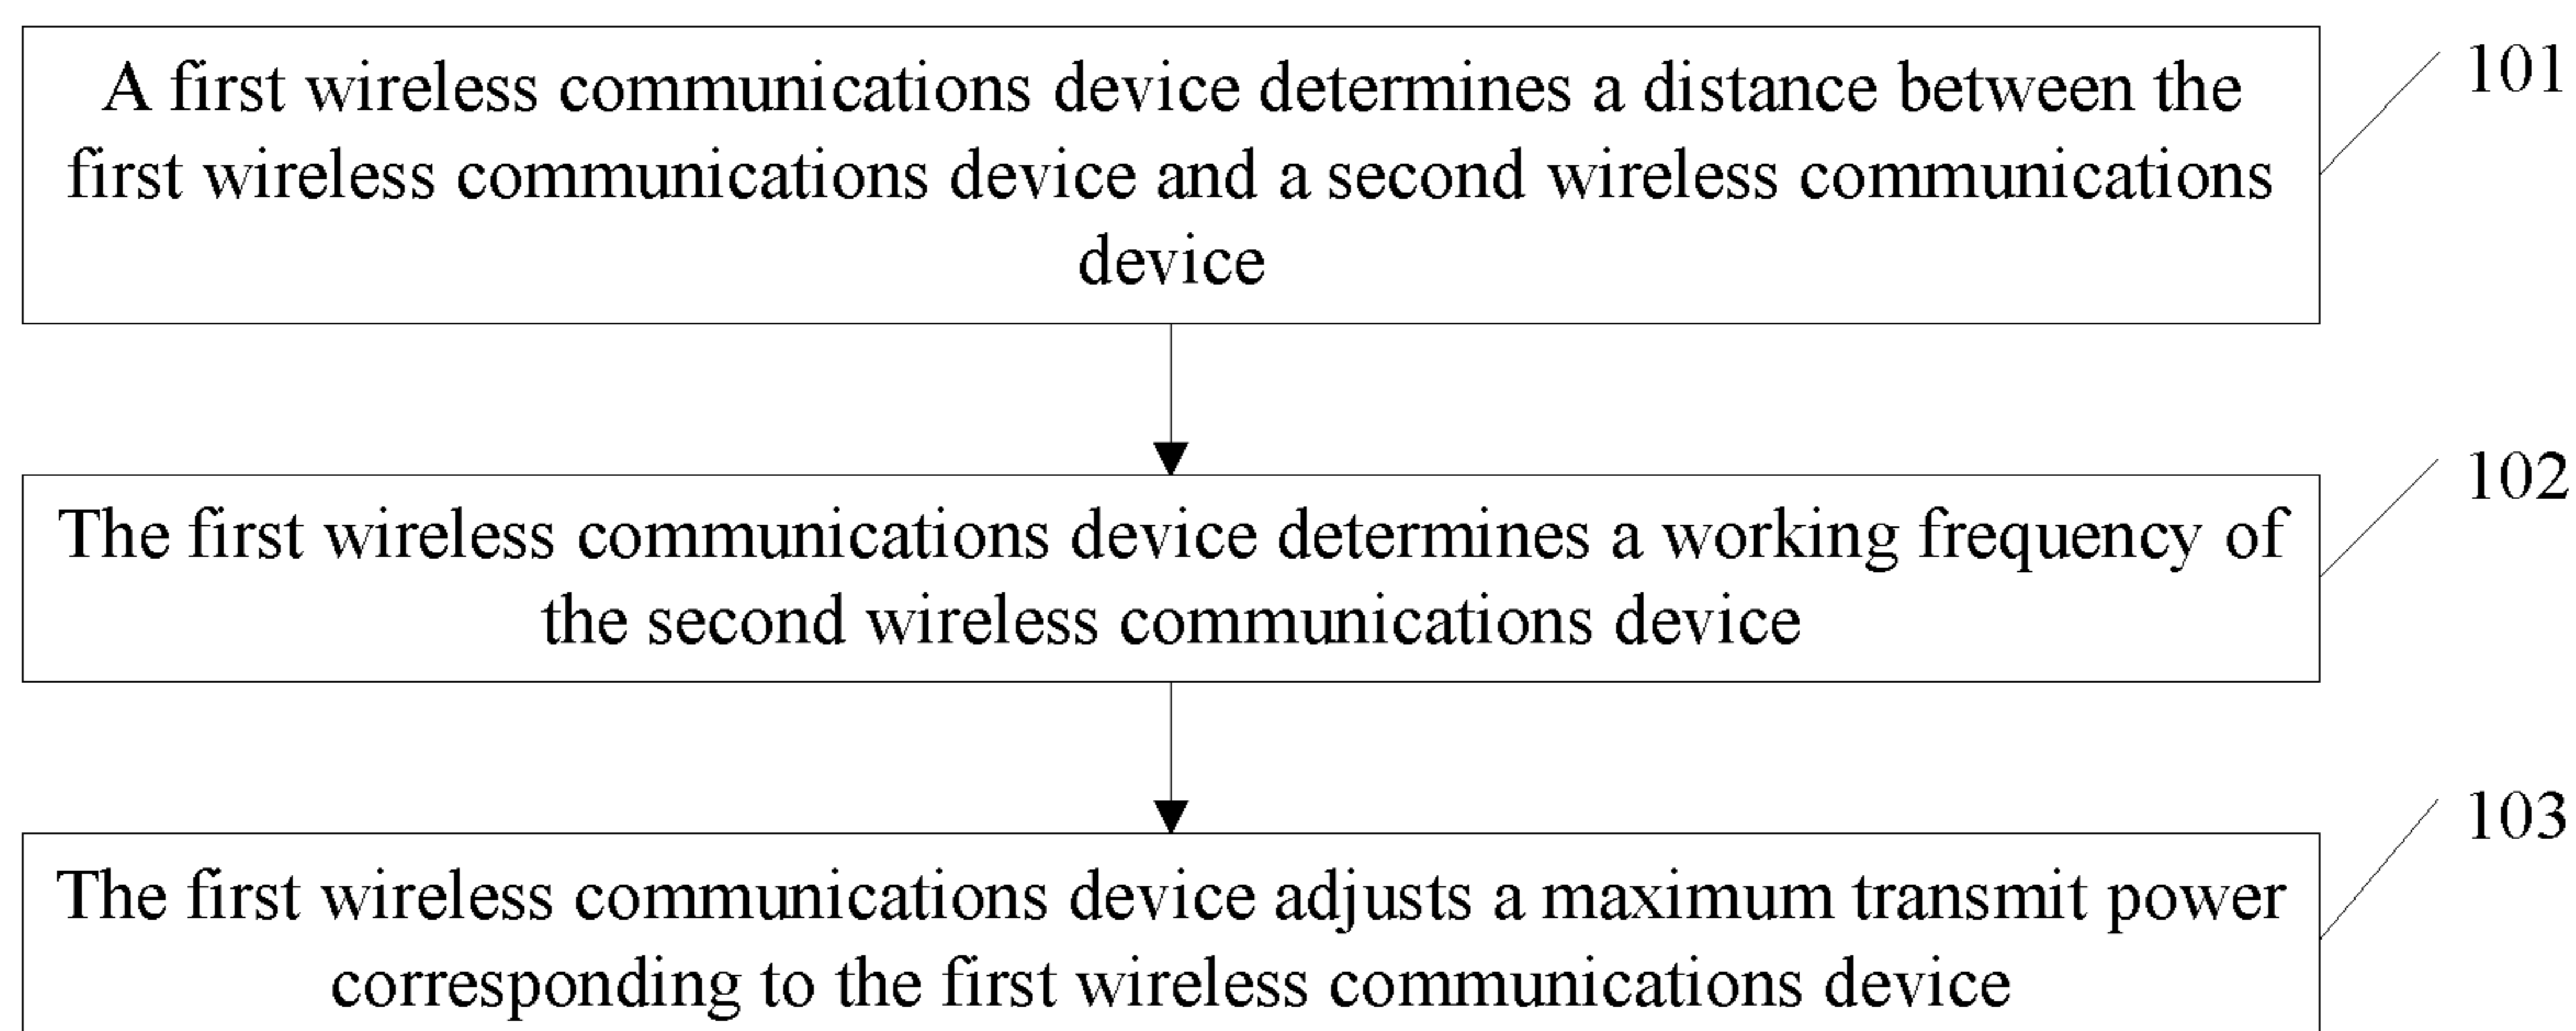 A first wireless communications device determines a distance between the
first wireless communications device and a second wireless communications
device
101
The first wireless communications device determines a working frequency of
the second wireless communications device
102
The first wireless communications device adjusts a maximum transmit power
corresponding to the first wireless communications device
103